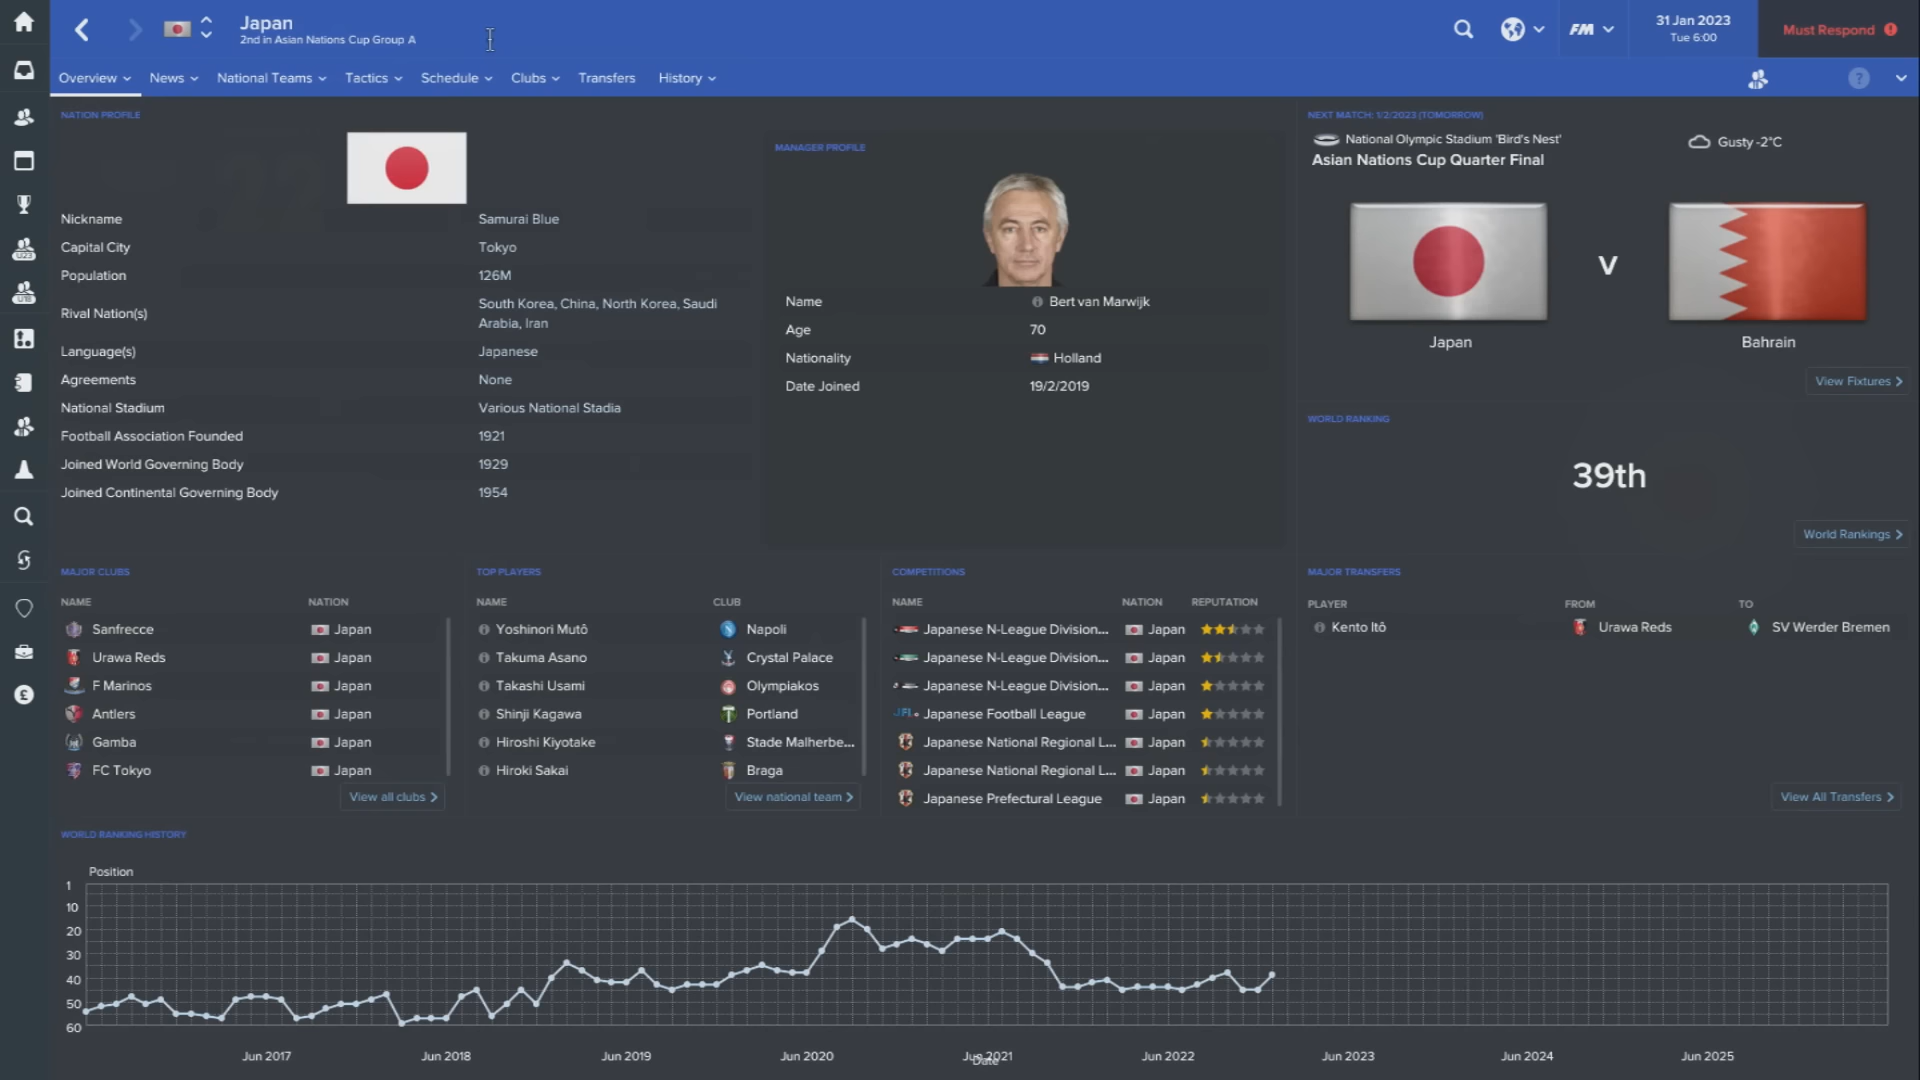 Japan
2nd in Asian Nations Cup Group A
FM
31 Jan 2023
Tue 6:00
Must Respond
Overview
News
National Teams
Tactics
Schedule
Clubs
Transfers
History
?
NATION PROFILE
Nickname Samurai Blue
Capital City Tokyo
Population 126M
Rival Nation(s) South Korea, China, North Korea, Saudi
Arabia, Iran
Language(s) Japanese
Agreements None
National Stadium Various National Stadia
Football Association Founded 1921
Joined World Governing Body 1929
Joined Continental Governing Body 1954
MANAGER PROFILE
Name Bert van Marwijk
Age 70
Nationality Holland
Date Joined 19/2/2019
NEXT MATCH: 1/2/2023 (TOMORROW)
National Olympic Stadium 'Bird's Nest'
Gusty -2°C
Asian Nations Cup Quarter Final
V
Japan Bahrain
View Fixtures
WORLD RANKING
39th
World Rankings
MAJOR CLUBS
NAME NATION
Sanfrecce Japan
Urawa Reds Japan
F Marinos Japan
Antlers Japan
Gamba Japan
FC Tokyo Japan
View all clubs
TOP PLAYERS
NAME CLUB
Yoshinori Mutô Napoli
Takuma Asano Crystal Palace
Takashi Usami Olympiakos
Shinji Kagawa Portland
Hiroshi Kiyotake Stade Malherbe...
Hiroki Sakai Braga
View national team
COMPETITIONS
NAME NATION REPUTATION
Japanese N-League Division... Japan
Japanese N-League Division... Japan
Japanese N-League Division... Japan
Japanese Football League Japan
Japanese National Regional L... Japan
Japanese National Regional L... Japan
Japanese Prefectural League Japan
MAJOR TRANSFERS
PLAYER FROM TO
Kento Itô Urawa Reds SV Werder Bremen
View All Transfers
WORLD RANKING HISTORY
Position
1
10
20
30
40
50
60
Jun 2017 Jun 2018 Jun 2019 Jun 2020 Jun 2021 Jun 2022 Jun 2023 Jun 2024 Jun 2025
Date